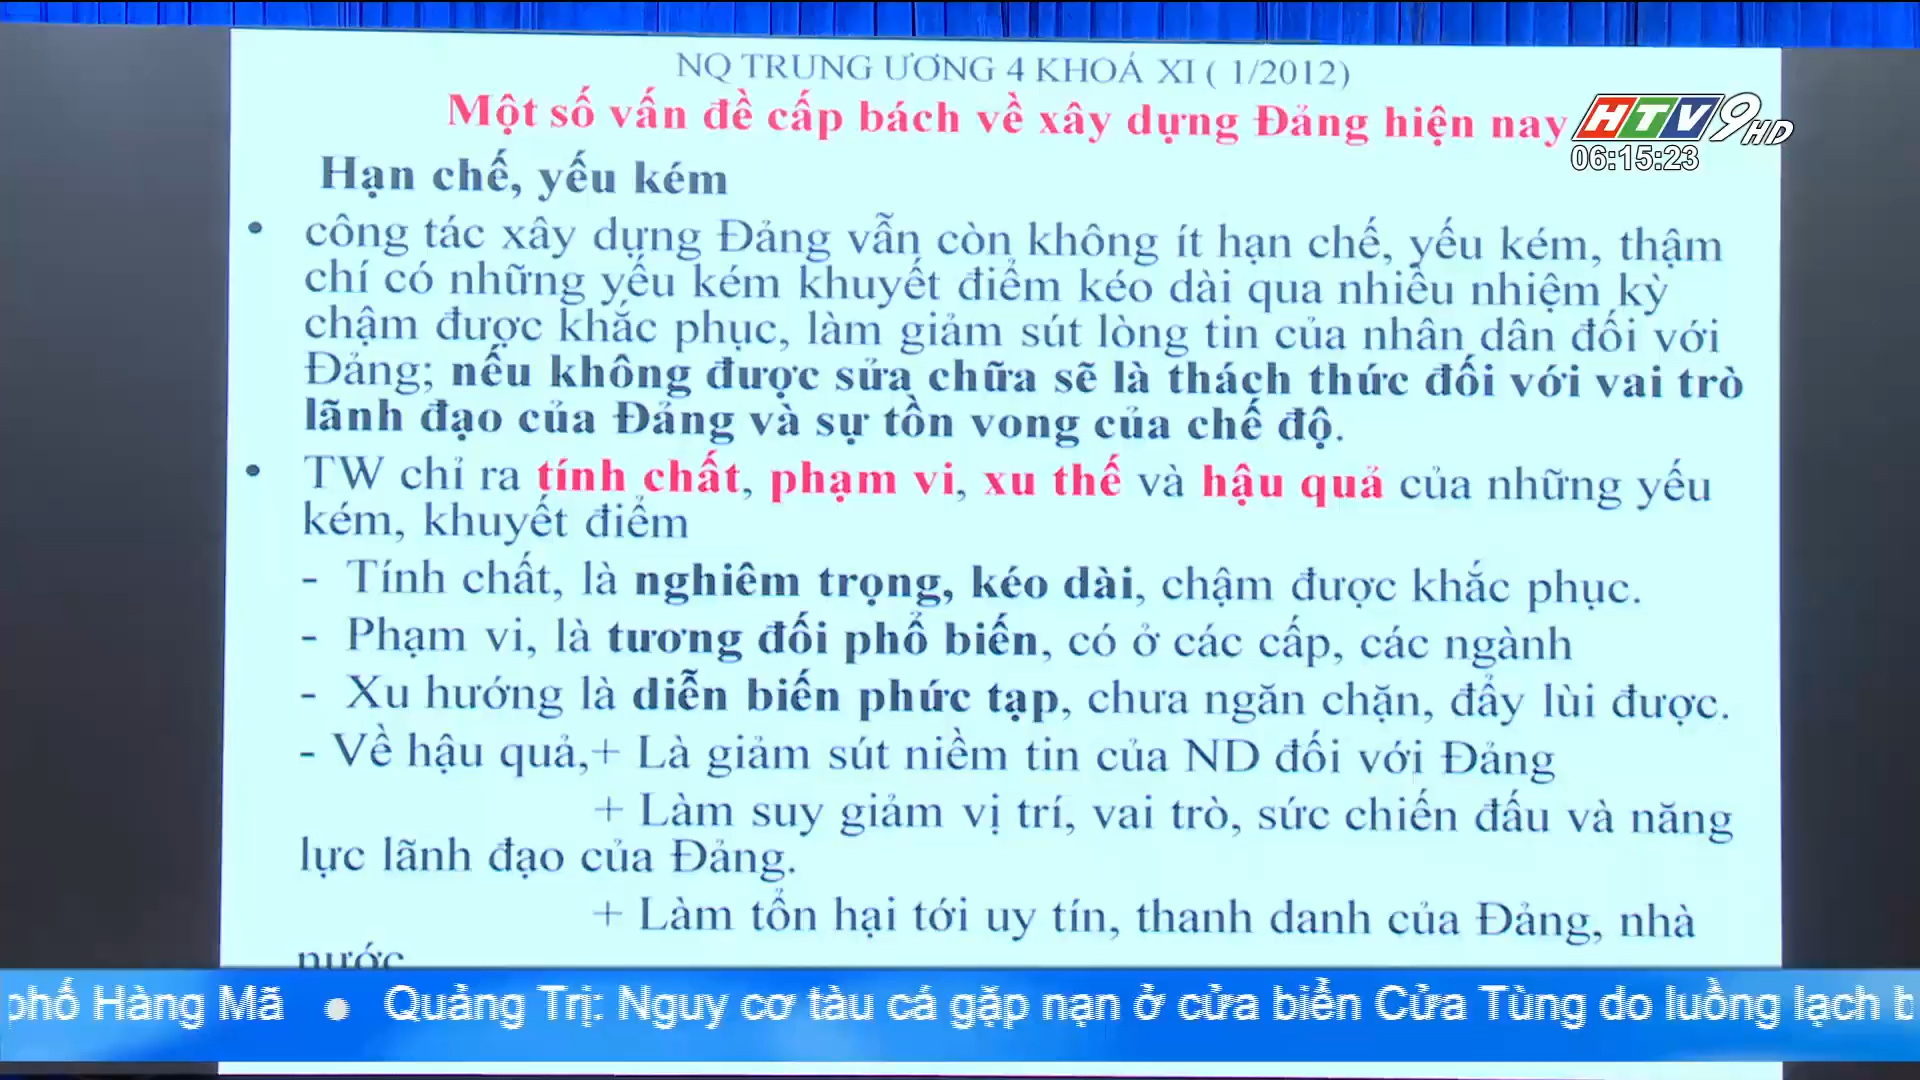 NQ TRUNG ƯƠNG 4 KHOÁ XI ( 1/2012)
Một số vấn đề cấp bách về xây dựng Đảng hiện nay
HTV9 HD
06:15:23
Hạn chế, yếu kém
• công tác xây dựng Đảng vẫn còn không ít hạn chế, yếu kém, thậm
chí có những yếu kém khuyết điểm kéo dài qua nhiều nhiệm kỳ
chậm được khắc phục, làm giảm sút lòng tin của nhân dân đối với
Đảng; nếu không được sửa chữa sẽ là thách thức đối với vai trò
lãnh đạo của Đảng và sự tồn vong của chế độ.
• TW chỉ ra tính chất, phạm vi, xu thế và hậu quả của những yếu
kém, khuyết điểm
- Tính chất, là nghiêm trọng, kéo dài, chậm được khắc phục.
- Phạm vi, là tương đối phổ biến, có ở các cấp, các ngành
- Xu hướng là diễn biến phức tạp, chưa ngăn chặn, đẩy lùi được.
- Về hậu quả,+ Là giảm sút niềm tin của ND đối với Đảng
+ Làm suy giảm vị trí, vai trò, sức chiến đấu và năng
lực lãnh đạo của Đảng.
+ Làm tổn hại tới uy tín, thanh danh của Đảng, nhà
nước
phố Hàng Mã ● Quảng Trị: Nguy cơ tàu cá gặp nạn ở cửa biển Cửa Tùng do luồng lạch b